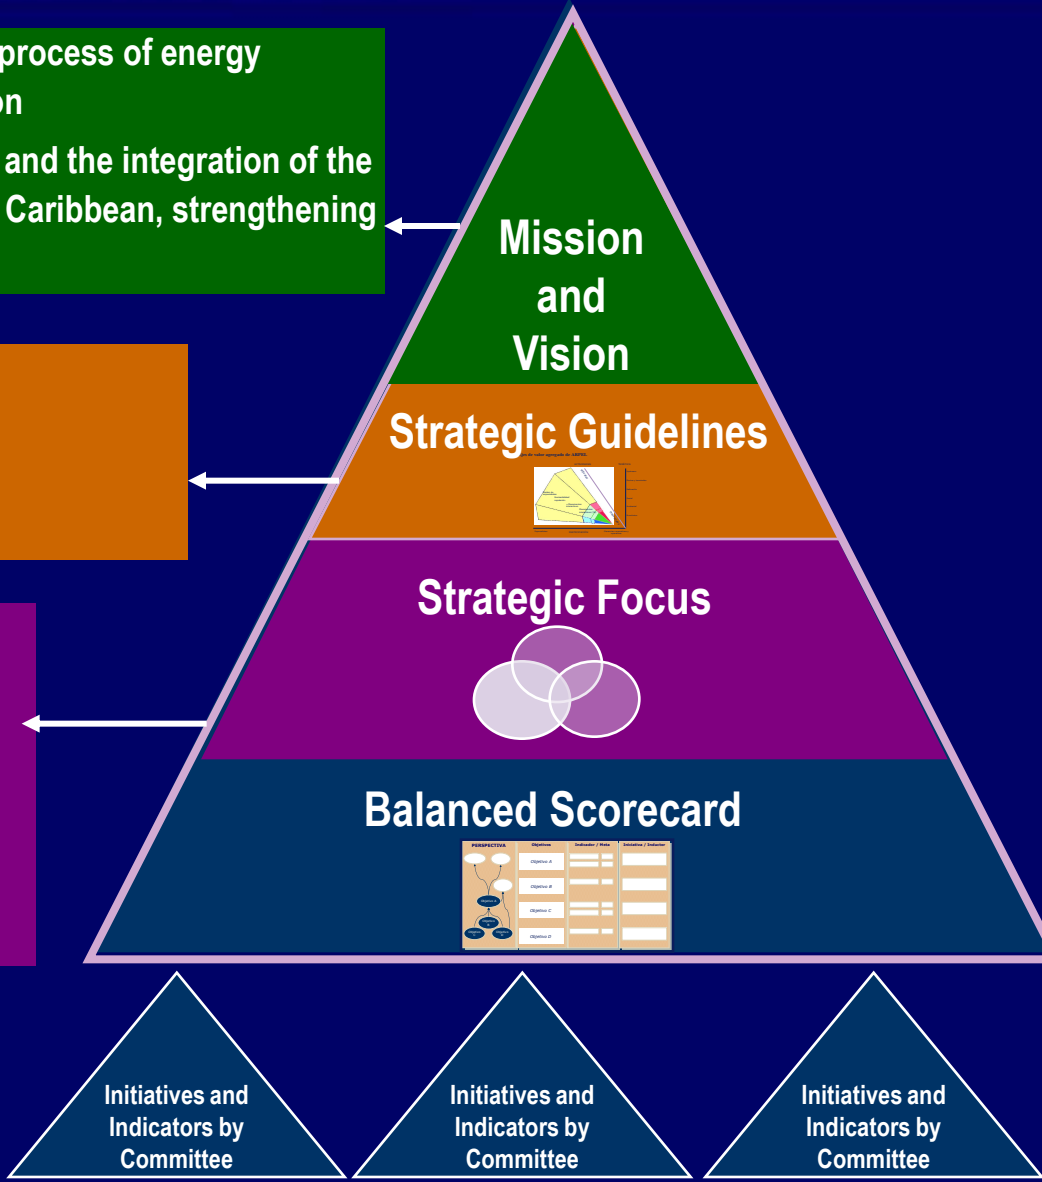 process of energy
on
and the integration of the
Caribbean, strengthening
Mission
and
Vision
Strategic Guidelines
Strategic Focus
Balanced Scorecard
PERSPECTIVA
Objetivos
Indicador / Meta
Iniciativa / Inductor
Objetivo A
Objetivo B
Objetivo C
Objetivo D
Initiatives and
Indicators by
Committee
Initiatives and
Indicators by
Committee
Initiatives and
Indicators by
Committee